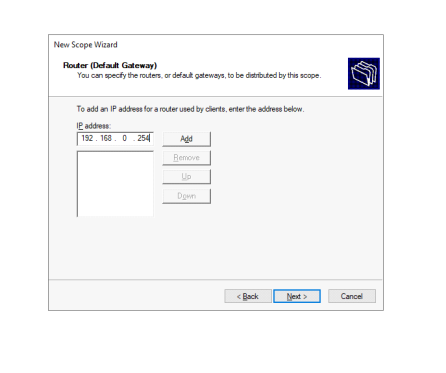 New Scope Wizard
Router (Default Gateway)
You can specify the routers, or default gateways, to be distributed by this scope.
To add an IP address for a router used by clients, enter the address below.
IP address:
192 . 168 . 0 . 254
Add
Remove
Up
Down
< Back
Next >
Cancel